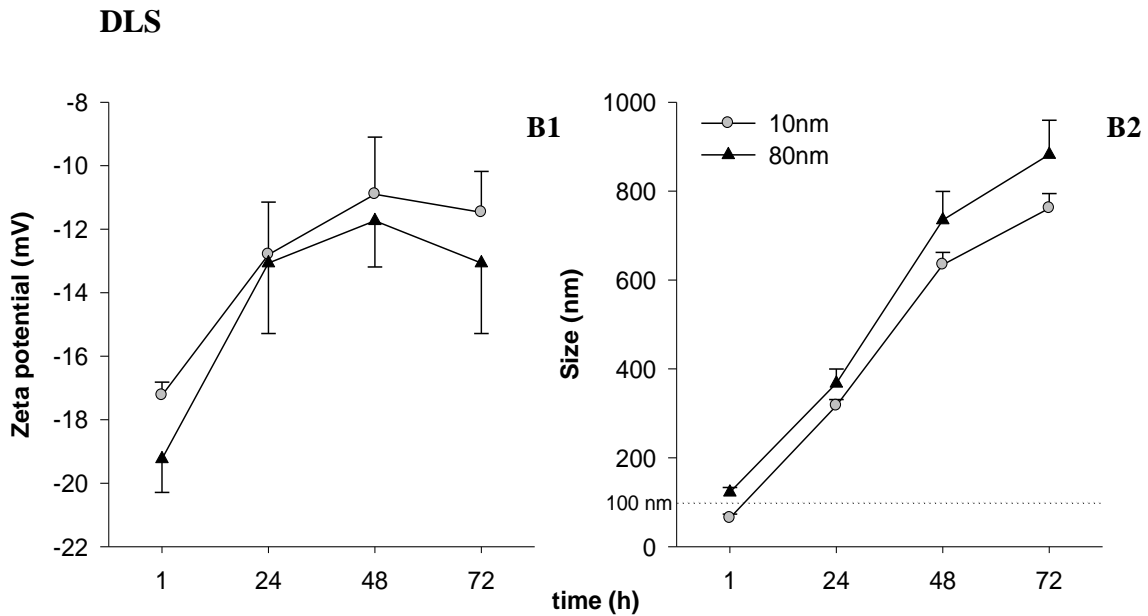 DLS
B1
Zeta potential (mV)
-8
-10
-12
-14
-16
-18
-20
-22
1 24 48 72
B2
10nm
80nm
Size (nm)
1000
800
600
400
200
100 nm
0
1 24 48 72
time (h)